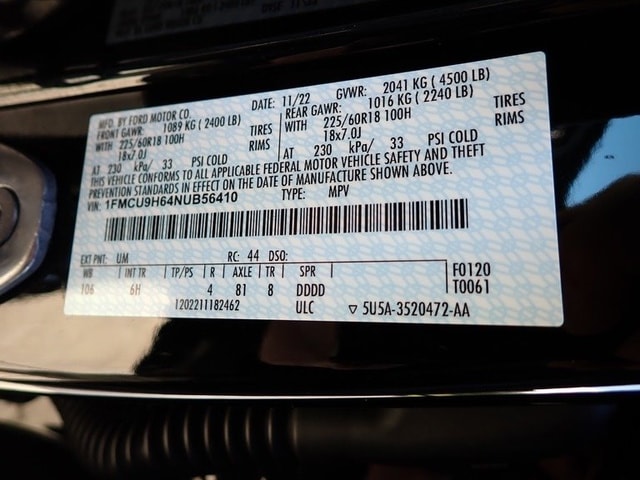 MFD. BY FORD MOTOR CO. DATE: 11/22 GVWR: 2041 KG ( 4500 LB)
FRONT GAWR: 1089 KG ( 2400 LB) REAR GAWR: 1016 KG ( 2240 LB)
WITH 225/60R18 100H TIRES WITH 225/60R18 100H TIRES
18x7.0J RIMS 18x7.0J RIMS
AT 230 kPa/ 33 PSI COLD AT 230 kPa/ 33 PSI COLD
THIS VEHICLE CONFORMS TO ALL APPLICABLE FEDERAL MOTOR VEHICLE SAFETY AND THEFT
PREVENTION STANDARDS IN EFFECT ON THE DATE OF MANUFACTURE SHOWN ABOVE.
VIN: 1FMCU9H64NUB56410 TYPE: MPV
EXT PNT: UM RC: 44 DSO:
WB INT TR TP/PS R AXLE TR SPR F0120
106 6H 4 81 8 DDDD T0061
1202211182462 ULC ▽ 5U5A-3520472-AA